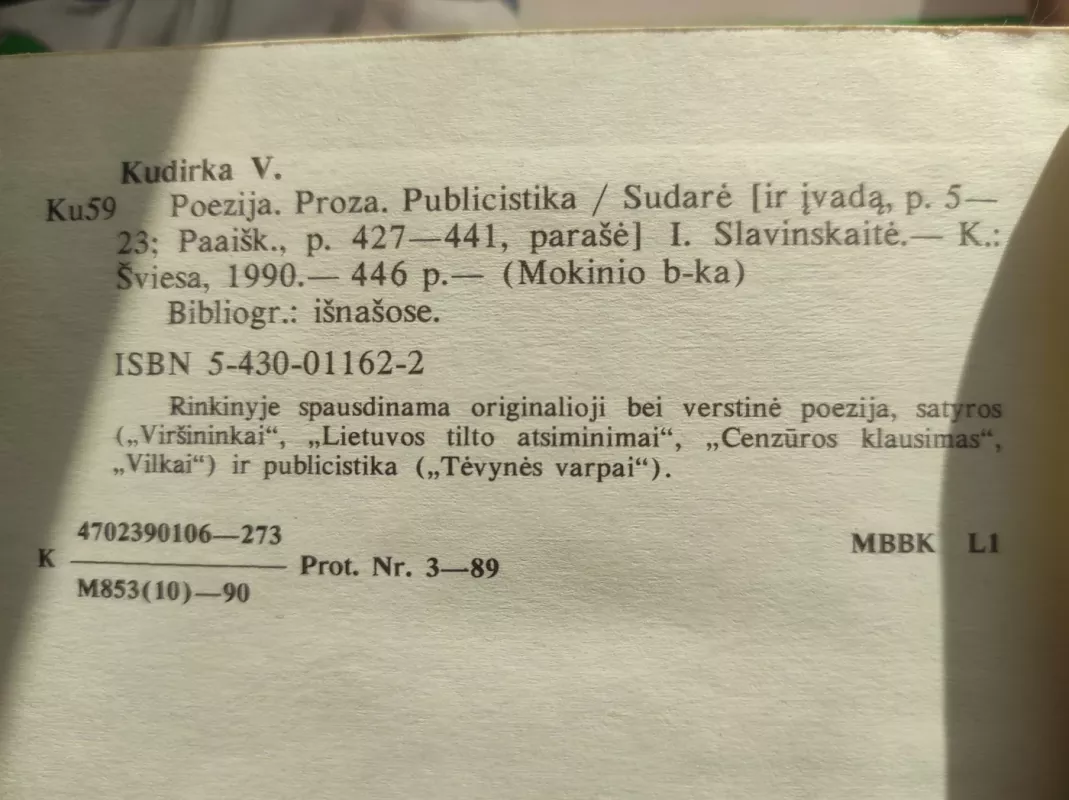 Kudirka V.
Ku59 Poezija. Proza. Publicistika / Sudarė [ir įvadą, p. 5—
23; Paaišk., p. 427—441, parašė] I. Slavinskaitė.— K.:
Šviesa, 1990.— 446 p.— (Mokinio b-ka)
Bibliogr.: išnašose.
ISBN 5-430-01162-2
Rinkinyje spausdinama originalioji bei verstinė poezija, satyros
(„Viršininkai“, „Lietuvos tilto atsiminimai“, „Cenzūros klausimas“,
„Vilkai“) ir publicistika („Tėvynės varpai“).
4702390106—273
K Prot. Nr. 3—89 MBBK L1
M853(10)—90